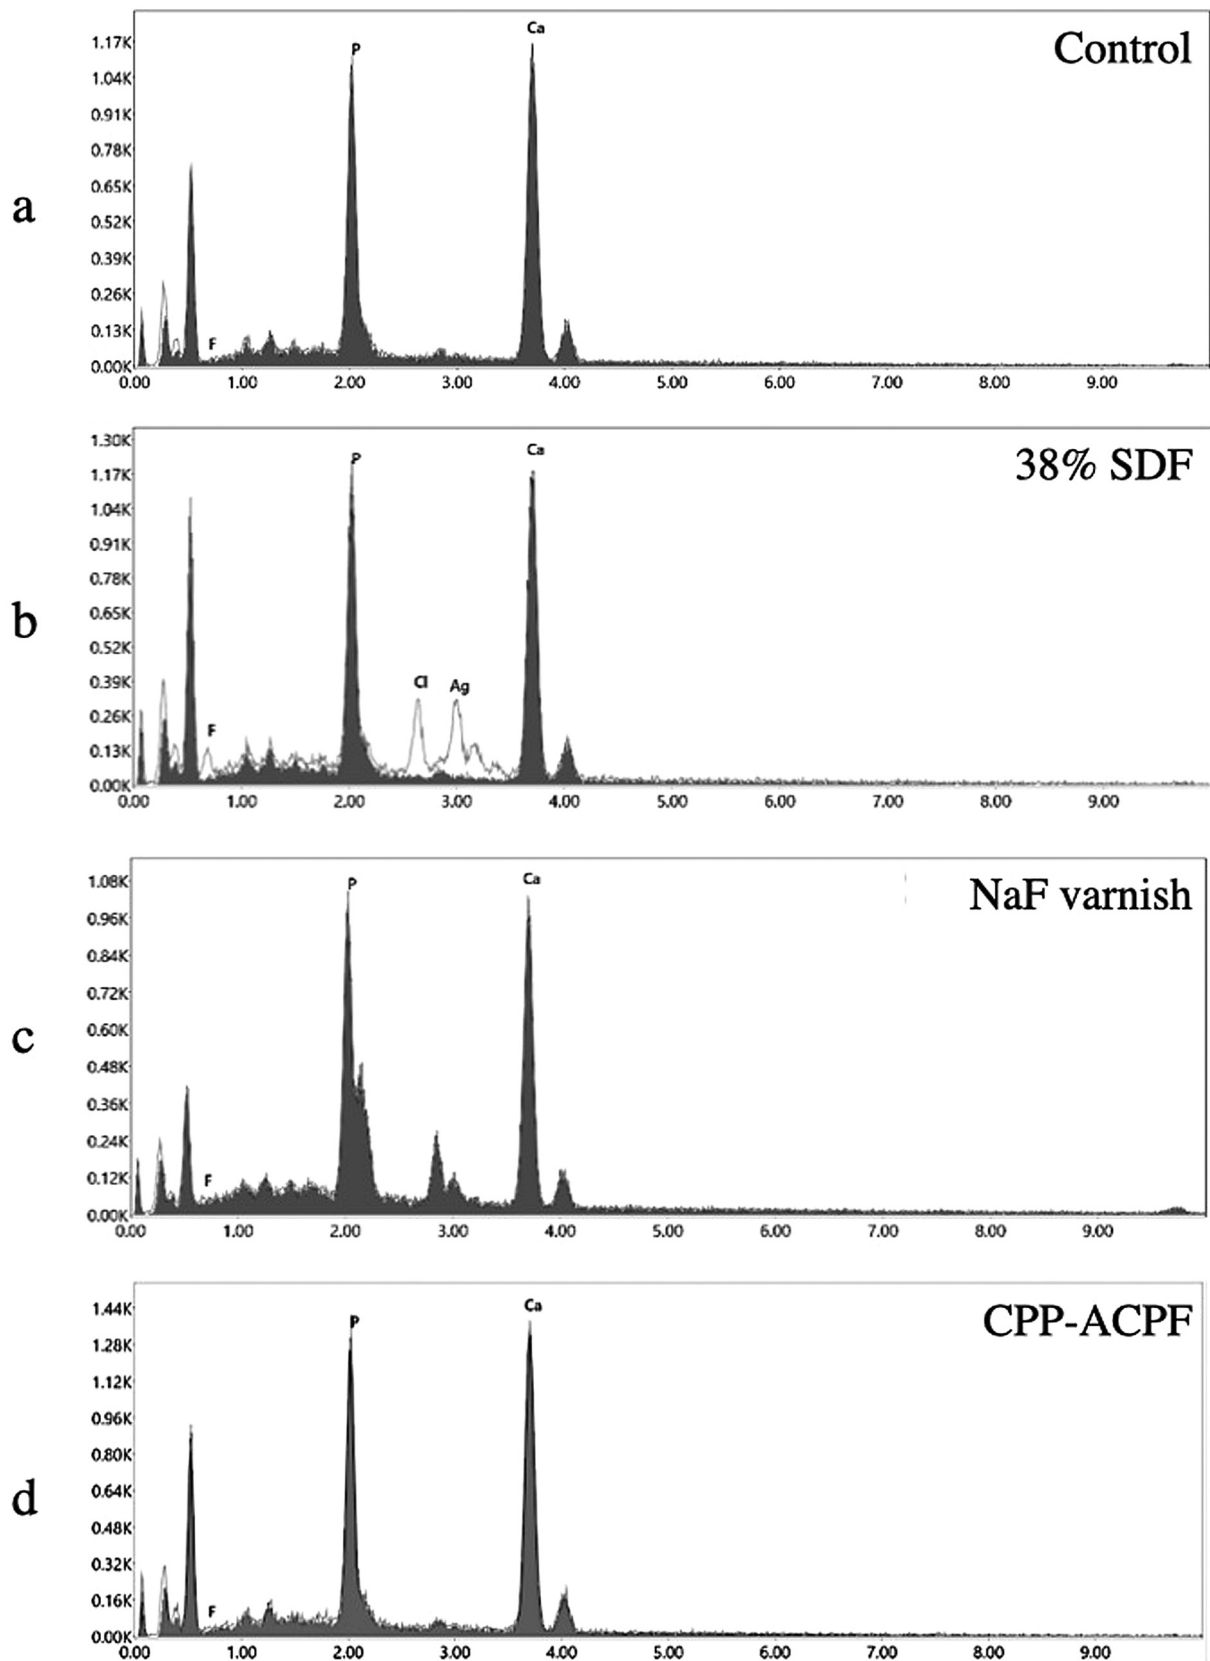 Ca
1.17K
P
Control
1.04K
0.91K
0.78K
0.65K
a
0.52K
0.39K
0.26K
0.13K
F
0.00K
0.00 1.00 2.00 3.00 4.00 5.00 6.00 7.00 8.00 9.00
1.30K
Ca
38% SDF
P
1.17K
1.04K
0.91K
0.78K
0.65K
b
0.52K
0.39K
Cl Ag
0.26K
F
0.13K
0.00K
0.00 1.00 2.00 3.00 4.00 5.00 6.00 7.00 8.00 9.00
1.08K
P
Ca
NaF varnish
0.96K
0.84K
0.72K
0.60K
c
0.48K
0.36K
0.24K
0.12K
F
0.00K
0.00 1.00 2.00 3.00 4.00 5.00 6.00 7.00 8.00 9.00
1.44K
Ca
P
CPP-ACPF
1.28K
1.12K
0.96K
0.80K
0.64K
d
0.48K
0.32K
0.16K
F
0.00K
0.00 1.00 2.00 3.00 4.00 5.00 6.00 7.00 8.00 9.00